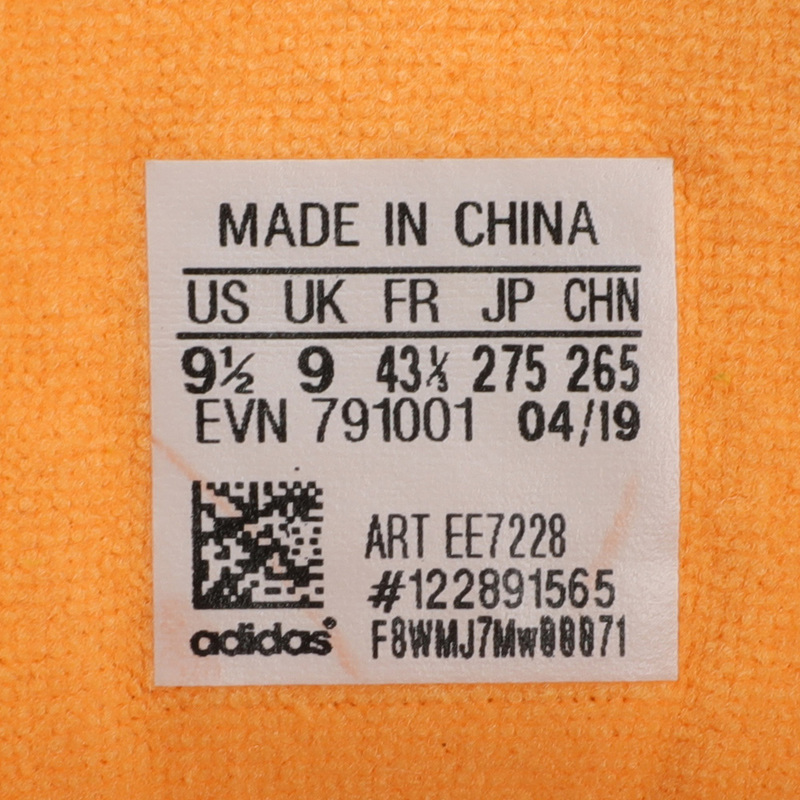 MADE IN CHINA
US UK FR JP CHN
9½ 9 43⅓ 275 265
EVN 791001 04/19
ART EE7228
#122891565
adidas®
F8WMJ7Mw00071